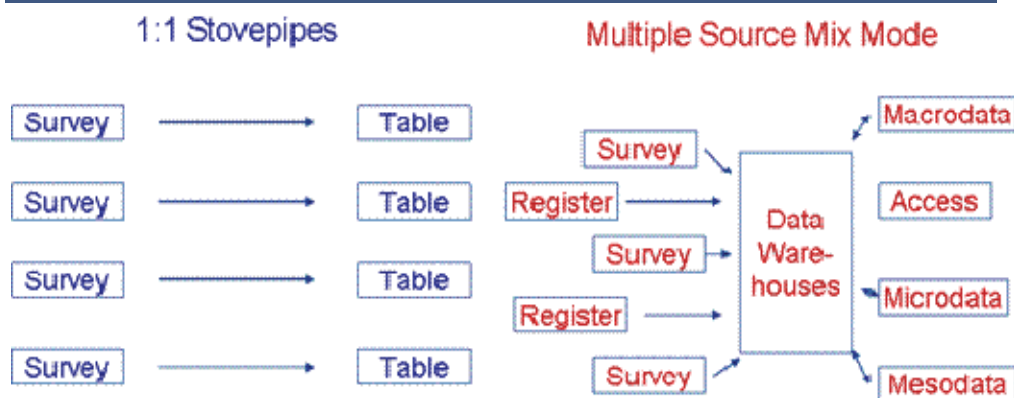 1:1 Stovepipes
Survey
Table
Survey
Table
Survey
Table
Survey
Table
Multiple Source Mix Mode
Survey
Register
Survey
Register
Survey
Data
Ware-
houses
Macrodata
Access
Microdata
Mesodata